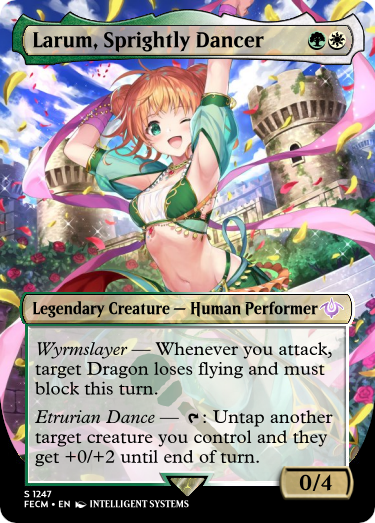 Larum, Sprightly Dancer
Legendary Creature — Human Performer
Wyrmslayer — Whenever you attack,
target Dragon loses flying and must
block this turn.
Etrurian Dance — : Untap another
target creature you control and they
get +0/+2 until end of turn.
0/4
S 1247
FECM • EN INTELLIGENT SYSTEMS